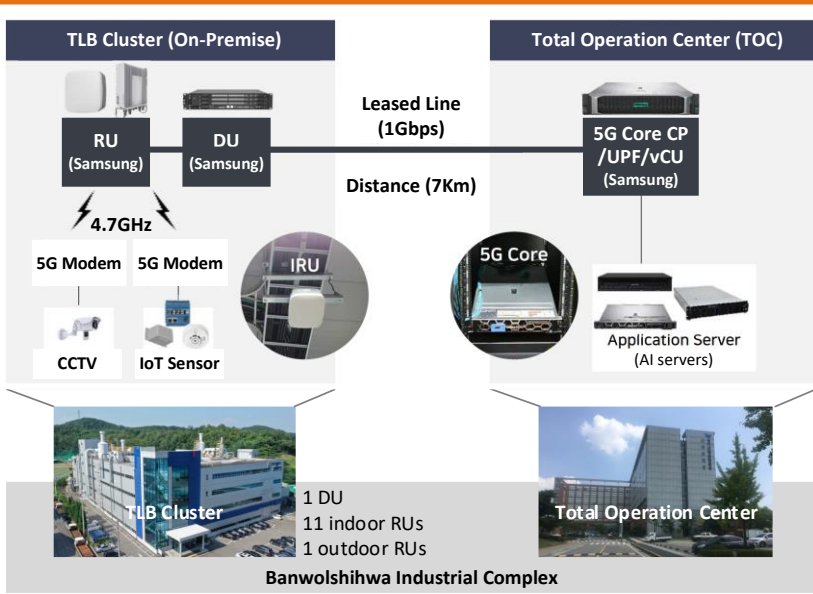 TLB Cluster (On-Premise)
Total Operation Center (TOC)
RU
(Samsung)
DU
(Samsung)
Leased Line
(1Gbps)
Distance (7Km)
5G Core CP
/UPF/vCU
(Samsung)
4.7GHz
5G Modem
5G Modem
CCTV
IoT Sensor
IRU
5G Core
Application Server
(AI servers)
TLB Cluster
1 DU
11 indoor RUs
1 outdoor RUs
Total Operation Center
Banwolshihwa Industrial Complex